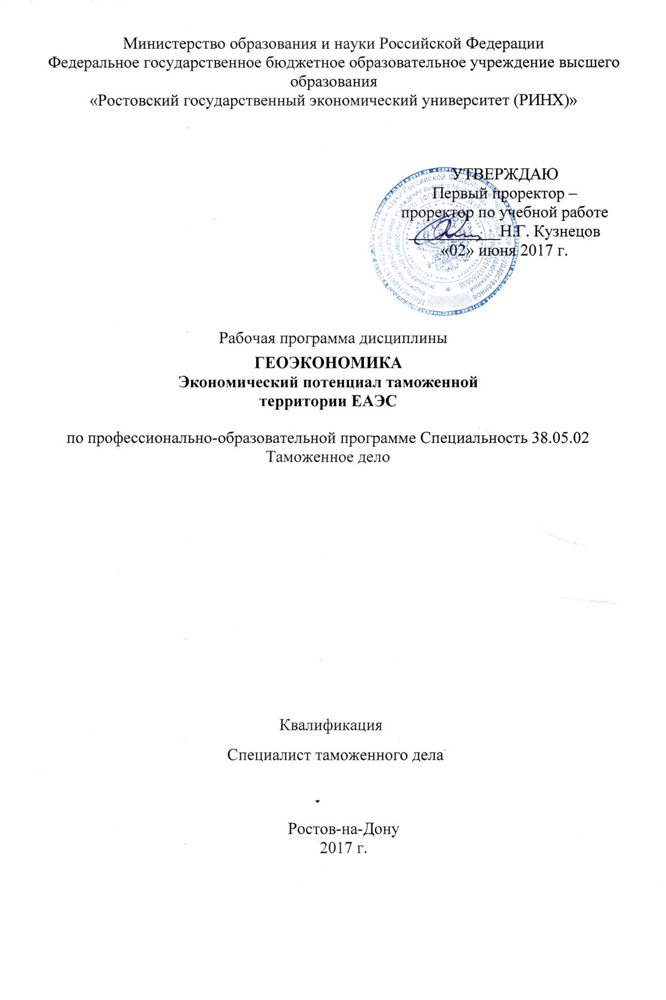 Министерство образования и науки Российской Федерации
Федеральное государственное бюджетное образовательное учреждение высшего
образования
«Ростовский государственный экономический университет (РИНХ)»
УТВЕРЖДАЮ
Первый проректор –
проректор по учебной работе
Н.Г. Кузнецов
«02» июня 2017 г.
Рабочая программа дисциплины
ГЕОЭКОНОМИКА
Экономический потенциал таможенной
территории ЕАЭС
по профессионально-образовательной программе Специальность 38.05.02
Таможенное дело
Квалификация
Специалист таможенного дела
Ростов-на-Дону
2017 г.